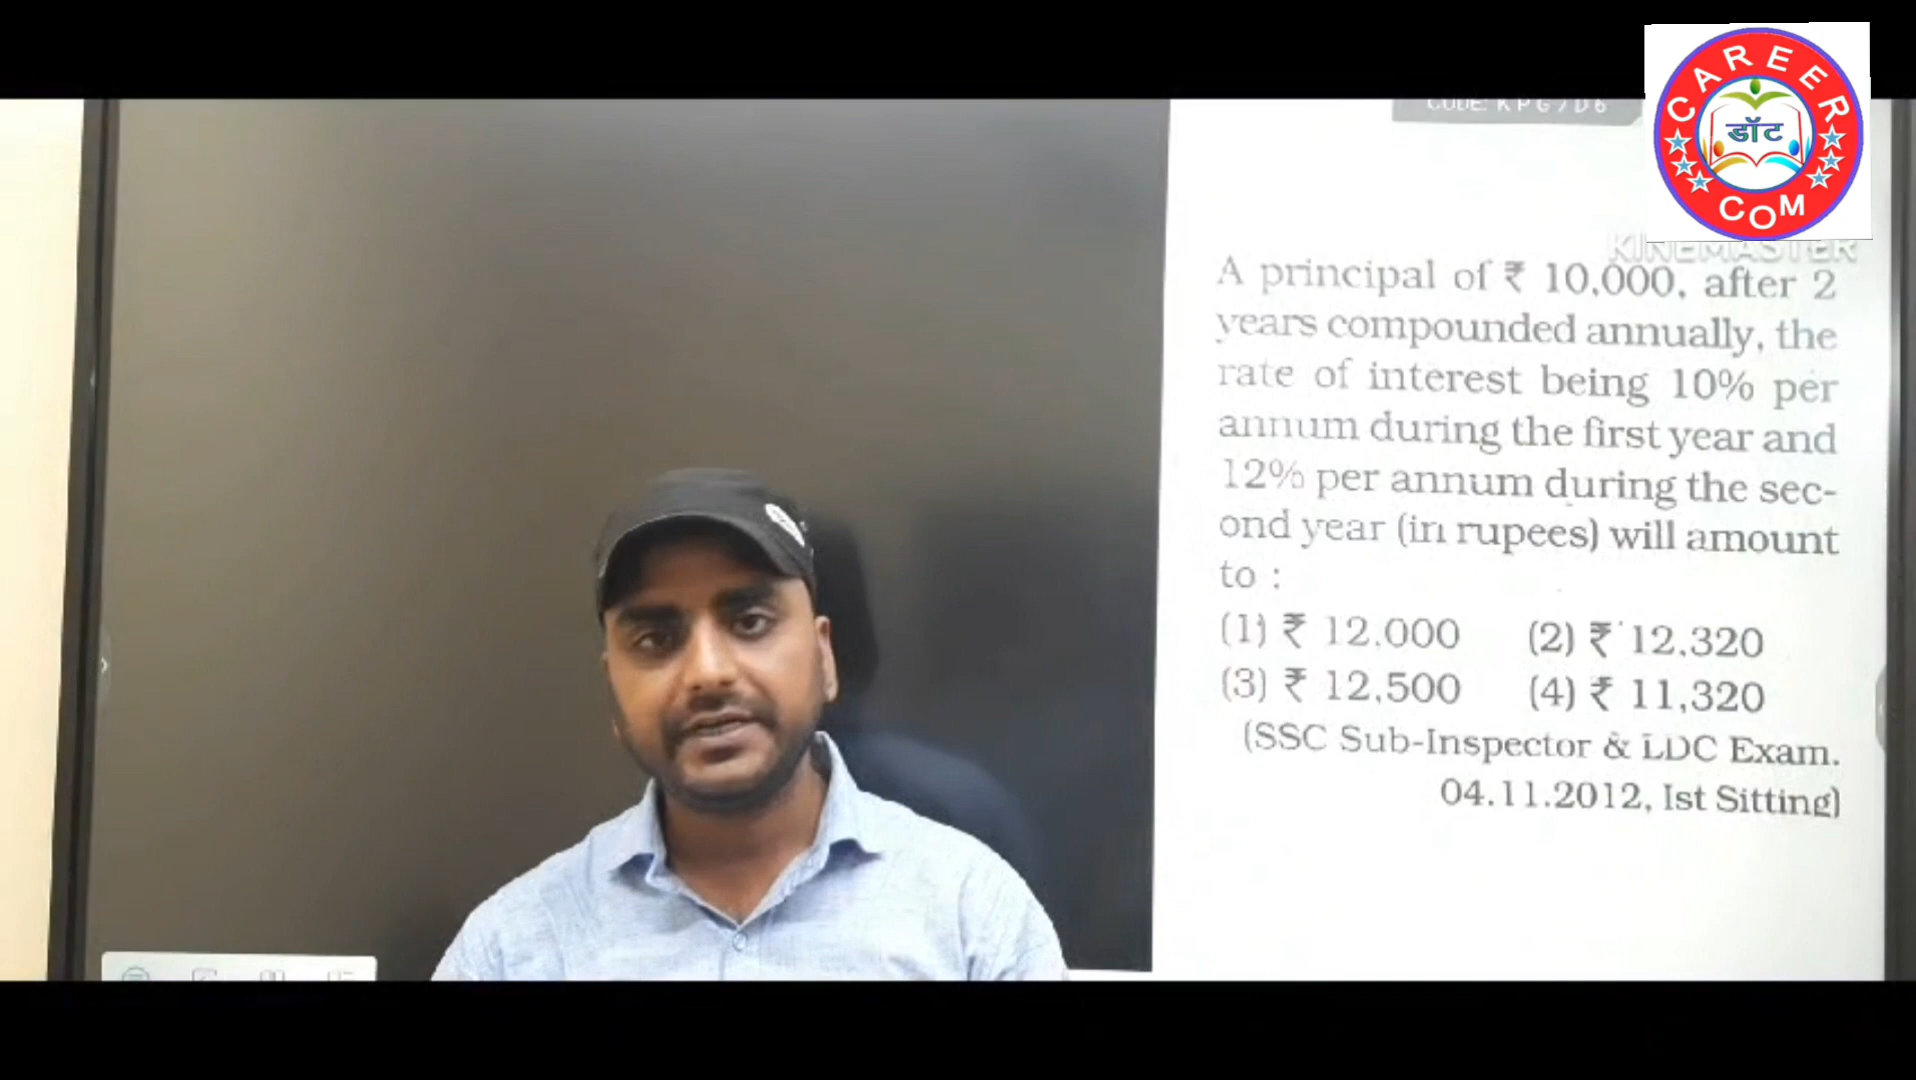 CODE: K P G 7 D 6
CAREER
डॉट
COM
KINEMASTER
A principal of ₹ 10,000, after 2
years compounded annually, the
rate of interest being 10% per
annum during the first year and
12% per annum during the sec-
ond year (in rupees) will amount
to :
(1) ₹ 12,000 (2) ₹ 12,320
(3) ₹ 12,500 (4) ₹ 11,320
(SSC Sub-Inspector & LDC Exam.
04.11.2012, Ist Sitting)